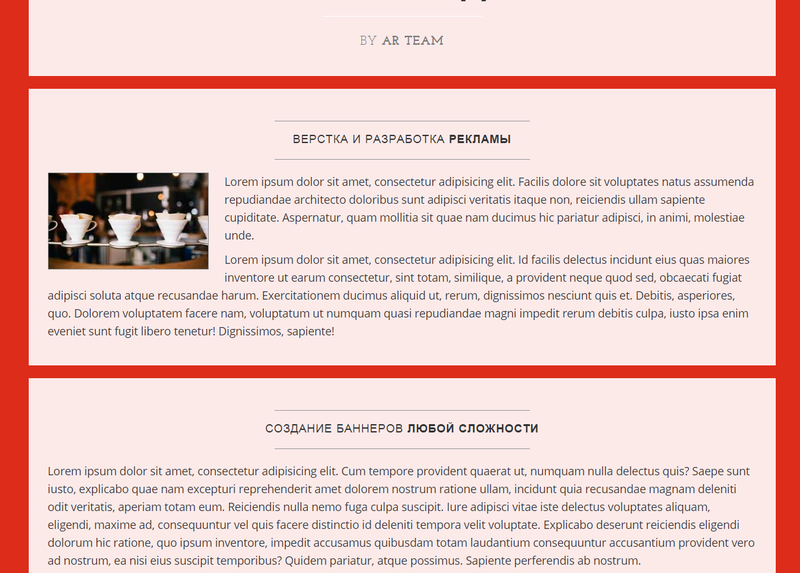 BY AR TEAM
ВЕРСТКА И РАЗРАБОТКА РЕКЛАМЫ
Lorem ipsum dolor sit amet, consectetur adipisicing elit. Facilis dolore sit voluptates natus assumenda
repudiandae architecto doloribus sunt adipisci veritatis itaque non, reiciendis ullam sapiente
cupiditate. Aspernatur, quam mollitia sit quae nam ducimus hic pariatur adipisci, in animi, molestiae
unde.
Lorem ipsum dolor sit amet, consectetur adipisicing elit. Id facilis delectus incidunt eius quas maiores
inventore ut earum consectetur, sint totam, similique, a provident neque quod sed, obcaecati fugiat
adipisci soluta atque recusandae harum. Exercitationem ducimus aliquid ut, rerum, dignissimos nesciunt quis et. Debitis, asperiores,
quo. Dolorem voluptatem facere nam, voluptatum ut numquam quasi repudiandae magni impedit rerum debitis culpa, iusto ipsa enim
eveniet sunt fugit libero tenetur! Dignissimos, sapiente!
СОЗДАНИЕ БАННЕРОВ ЛЮБОЙ СЛОЖНОСТИ
Lorem ipsum dolor sit amet, consectetur adipisicing elit. Cum tempore provident quaerat ut, numquam nulla delectus quis? Saepe sunt
iusto, explicabo quae nam excepturi reprehenderit amet dolorem nostrum ratione ullam, incidunt quia recusandae magnam deleniti
odit veritatis, aperiam totam eum. Reiciendis nulla nemo fuga culpa suscipit. Iure adipisci vitae iste delectus voluptates aliquam,
eligendi, maxime ad, consequuntur vel quis facere distinctio id deleniti tempora velit voluptate. Explicabo deserunt reiciendis eligendi
dolorum hic ratione, quo ipsum inventore, impedit accusamus quibusdam totam laudantium consequuntur accusantium provident vero
ad nostrum, ea nisi eius suscipit temporibus? Quidem pariatur, atque possimus. Sapiente perferendis ab nostrum.